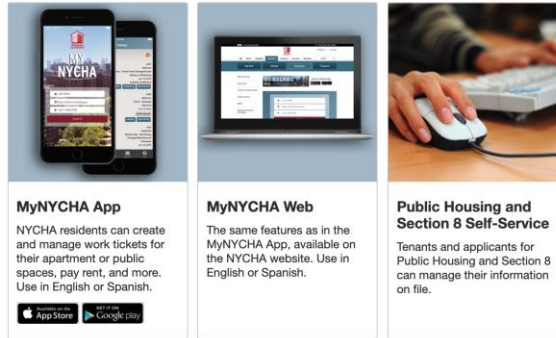 MY
NYCHA
MyNYCHA App
NYCHA residents can create
and manage work tickets for
their apartment or public
spaces, pay rent, and more.
Use in English or Spanish.
Available on the
App Store
GET IT ON
Google play
MyNYCHA Web
The same features as in the
MyNYCHA App, available on
the NYCHA website. Use in
English or Spanish.
Public Housing and
Section 8 Self-Service
Tenants and applicants for
Public Housing and Section 8
can manage their information
on file.